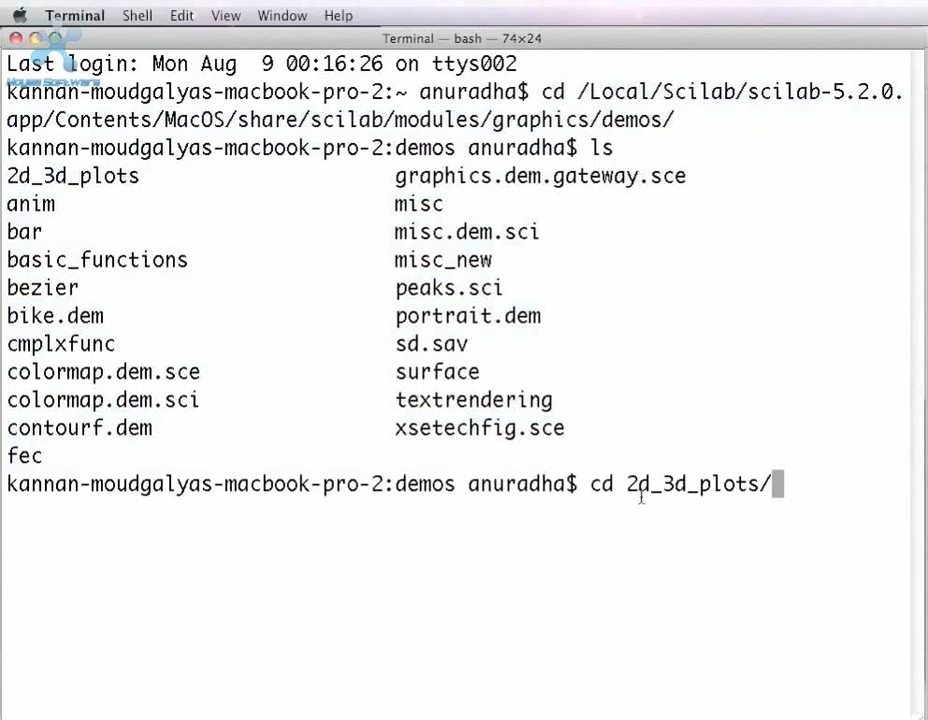 Terminal Shell Edit View Window Help
Terminal — bash — 74×24
Last login: Mon Aug  9 00:16:26 on ttys002
kannan-moudgalyas-macbook-pro-2:~ anuradha$ cd /Local/Scilab/scilab-5.2.0.
app/Contents/MacOS/share/scilab/modules/graphics/demos/
kannan-moudgalyas-macbook-pro-2:demos anuradha$ ls
2d_3d_plots graphics.dem.gateway.sce
anim misc
bar misc.dem.sci
basic_functions misc_new
bezier peaks.sci
bike.dem portrait.dem
cmplxfunc sd.sav
colormap.dem.sce surface
colormap.dem.sci textrendering
contourf.dem xsetechfig.sce
fec
kannan-moudgalyas-macbook-pro-2:demos anuradha$ cd 2d_3d_plots/